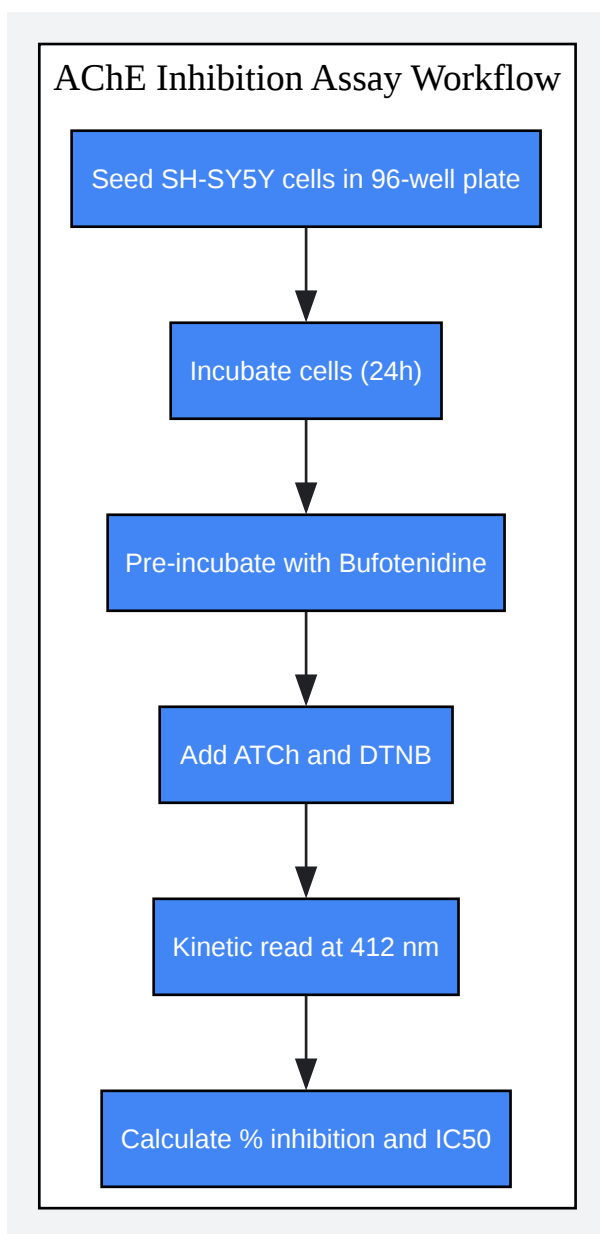 AChE Inhibition Assay Workflow
Seed SH-SY5Y cells in 96-well plate
Incubate cells (24h)
Pre-incubate with Bufotenidine
Add ATCh and DTNB
Kinetic read at 412 nm
Calculate % inhibition and IC50